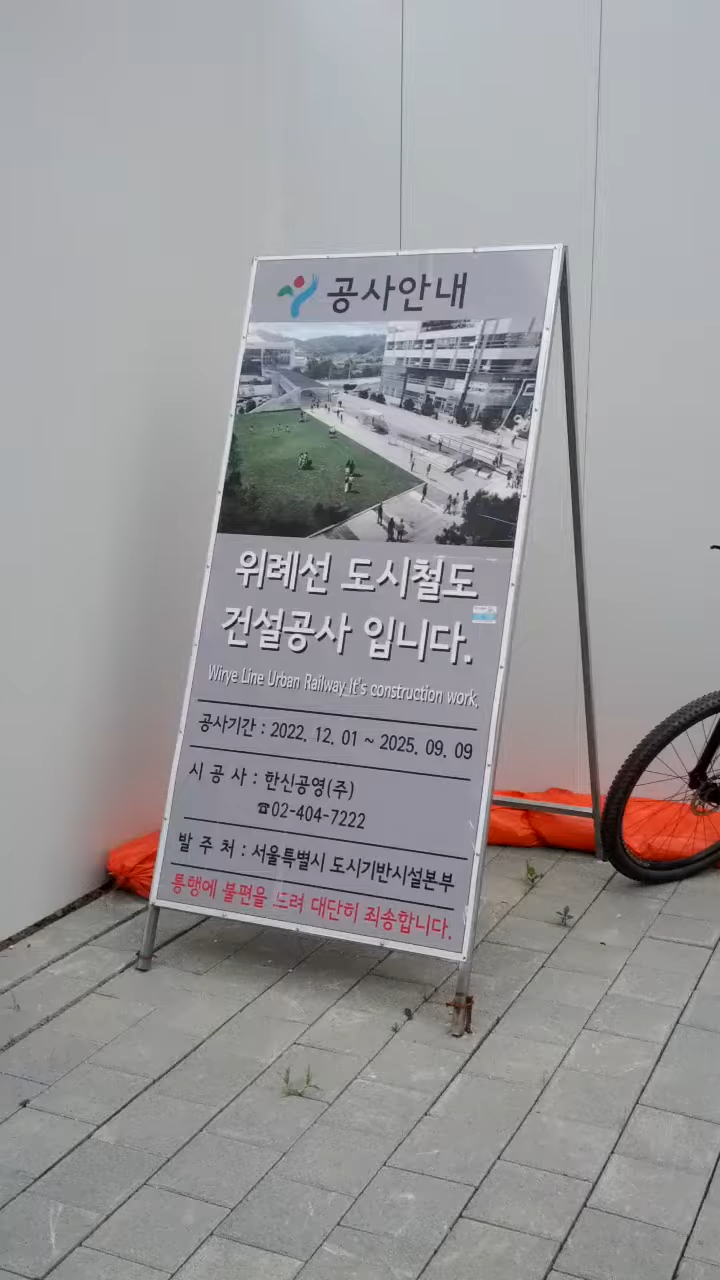 공사안내
위례선 도시철도
건설공사 입니다.
Wirye Line Urban Railway It's construction work.
공사기간 : 2022. 12. 01 ~ 2025. 09. 09
시 공 사 : 한신공영(주)
☎02-404-7222
발 주 처 : 서울특별시 도시기반시설본부
통행에 불편을 드려 대단히 죄송합니다.